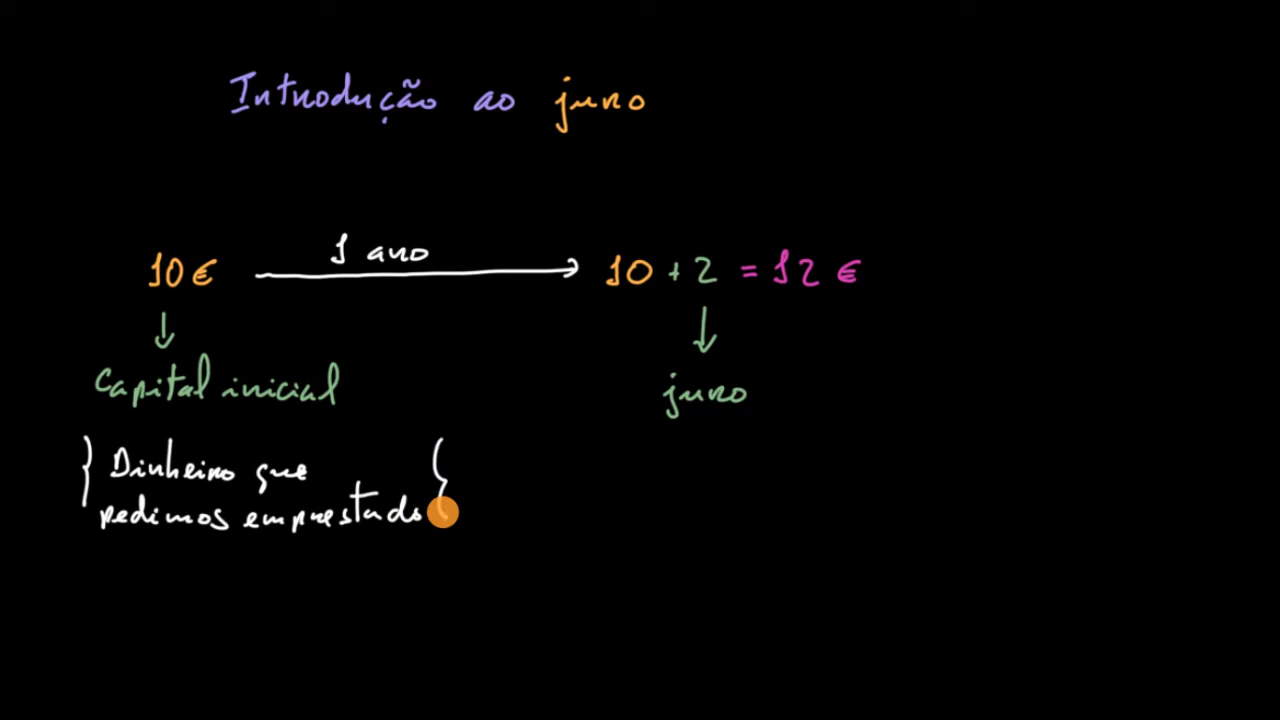 Introdução ao juro
1 ano
10 € 10 + 2 = 12 €
Capital inicial juro
Dinheiro que
pedimos emprestado